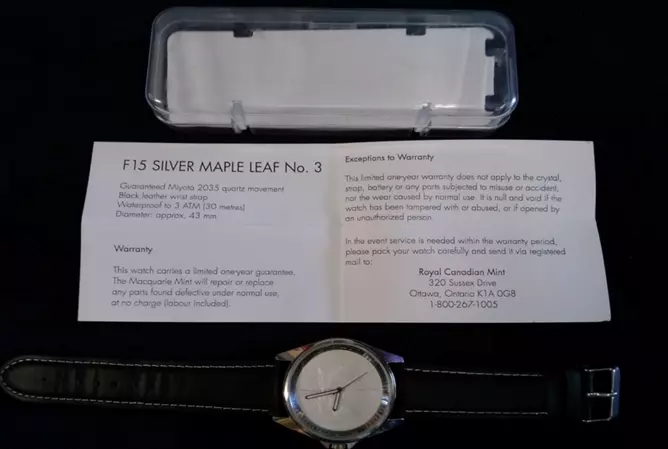 F15 SILVER MAPLE LEAF No. 3
Guaranteed Miyota 2035 quartz movement
Black leather wrist strap
Waterproof to 3 ATM (30 metres)
Diameter: approx. 43 mm
Warranty
This watch carries a limited one-year guarantee.
The Macquarie Mint will repair or replace
any parts found defective under normal use,
at no charge (labour included).
Exceptions to Warranty
This limited one-year warranty does not apply to the crystal,
strap, battery or any parts subjected to misuse or accident,
nor the wear caused by normal use. It is null and void if the
watch has been tampered with or abused, or if opened by
an unauthorized person.
In the event service is needed within the warranty period,
please pack your watch carefully and send it via registered
mail to:
Royal Canadian Mint
320 Sussex Drive
Ottawa, Ontario K1A 0G8
1-800-267-1005